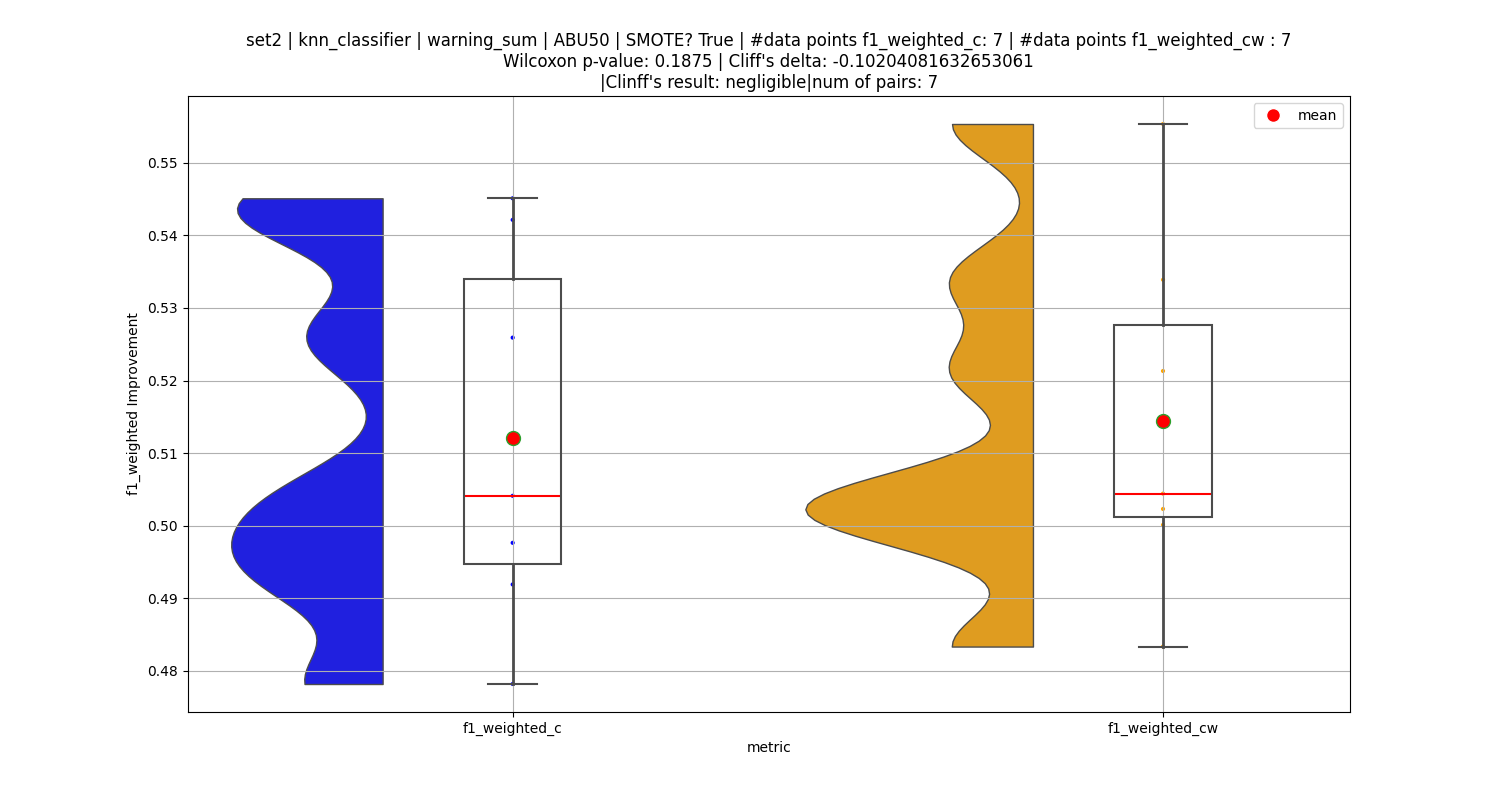 set2 | knn_classifier | warning_sum | ABU50 | SMOTE? True | #data points f1_weighted_c: 7 | #data points f1_weighted_cw : 7
Wilcoxon p-value: 0.1875 | Cliff's delta: -0.10204081632653061
|Clinff's result: negligible|num of pairs: 7
mean
0.55
0.54
0.53
0.52
0.51
0.50
0.49
0.48
f1_weighted Improvement
f1_weighted_c
f1_weighted_cw
metric